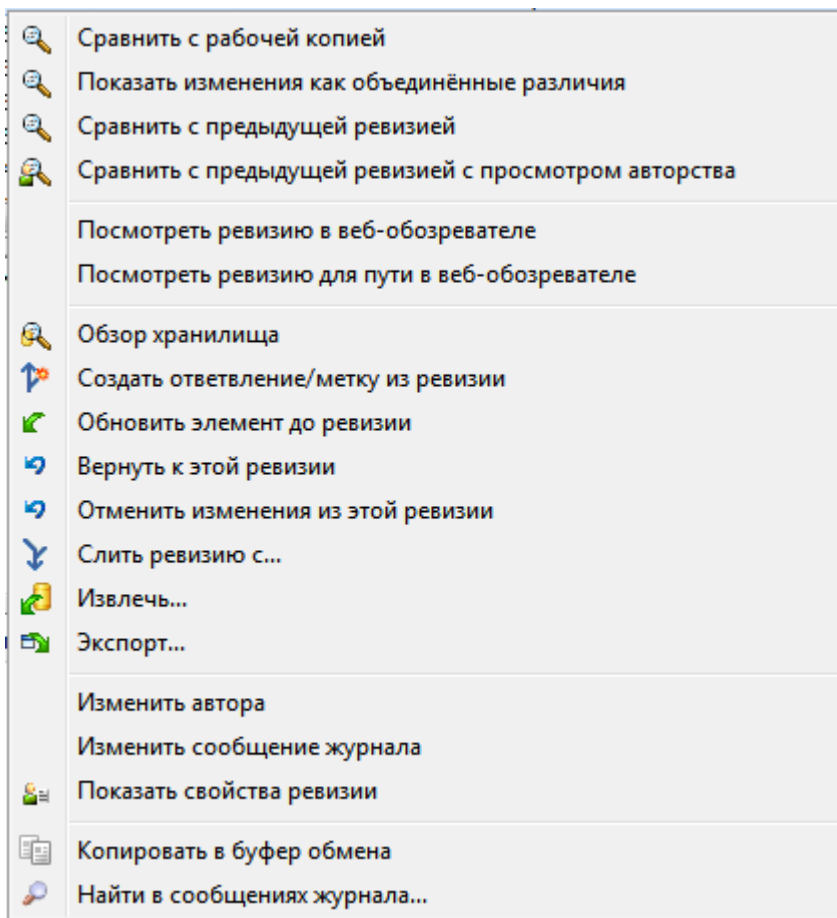 Сравнить с рабочей копией
Показать изменения как объединённые различия
Сравнить с предыдущей ревизией
Сравнить с предыдущей ревизией с просмотром авторства
Посмотреть ревизию в веб-обозревателе
Посмотреть ревизию для пути в веб-обозревателе
Обзор хранилища
Создать ответвление/метку из ревизии
Обновить элемент до ревизии
Вернуть к этой ревизии
Отменить изменения из этой ревизии
Слить ревизию с...
Извлечь...
Экспорт...
Изменить автора
Изменить сообщение журнала
Показать свойства ревизии
Копировать в буфер обмена
Найти в сообщениях журнала...